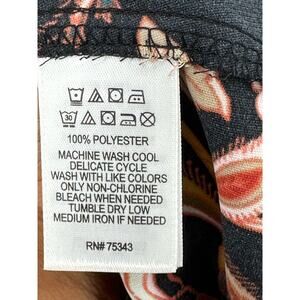 30
100% POLYESTER
MACHINE WASH COOL
DELICATE CYCLE
WASH WITH LIKE COLORS
ONLY NON-CHLORINE
BLEACH WHEN NEEDED
TUMBLE DRY LOW
MEDIUM IRON IF NEEDED
RN# 75343